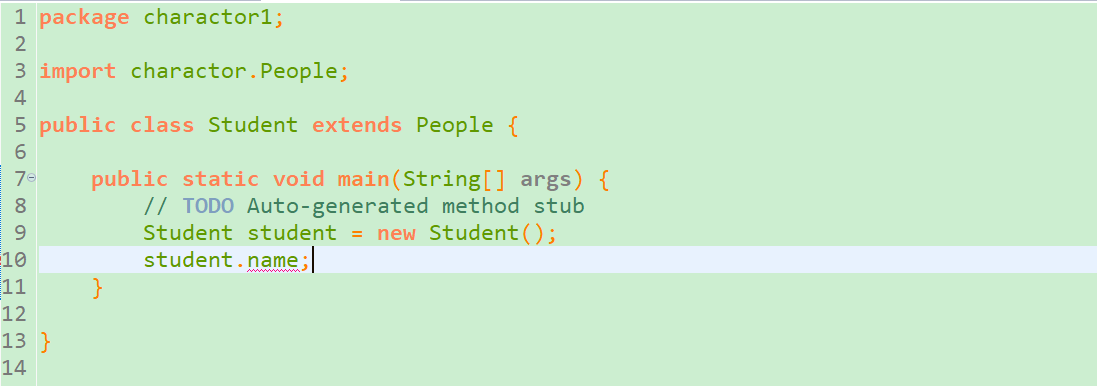 1 package charactor1;
2
3 import charactor.People;
4
5 public class Student extends People {
6
7 public static void main(String[] args) {
8 // TODO Auto-generated method stub
9 Student student = new Student();
10 student.name;
11 }
12
13 }
14